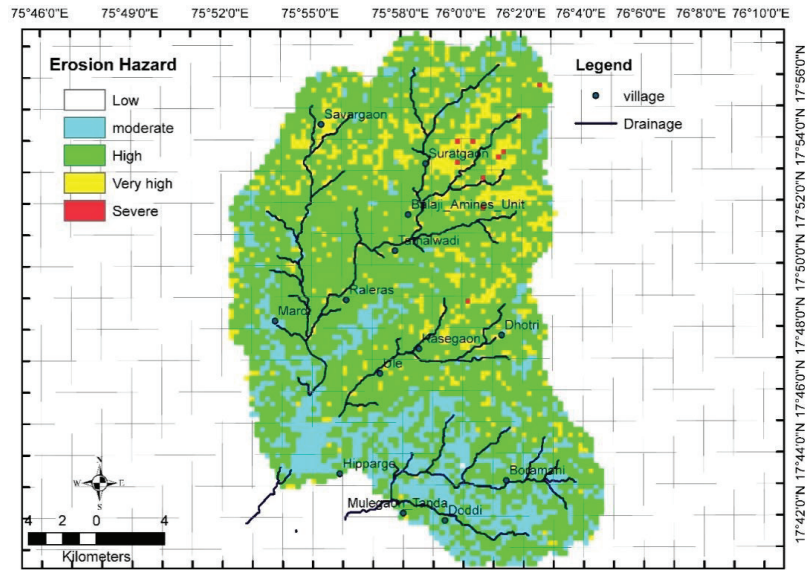 75°46'0"E 75°49'0"E 75°52'0"E 75°55'0"E 75°58'0"E 76°0'0"E 76°2'0"E 76°4'0"E 76°6'0"E 76°8'0"E 76°10'0"E
Erosion Hazard
Low
moderate
High
Very high
Severe
Legend
village
Drainage
Savargaon
Suratgaon
Balaji_Amines_Unit
Tamalwadi
Raleras
Mardi
Kasegaon
Dhotri
Ule
Hipparge
Boramani
Mulegaon_Tanda
Doddi
N
W E
S
4 2 0 4
Kilometers
17°56'0"N
17°54'0"N
17°52'0"N
17°50'0"N
17°48'0"N
17°46'0"N
17°44'0"N
17°42'0"N